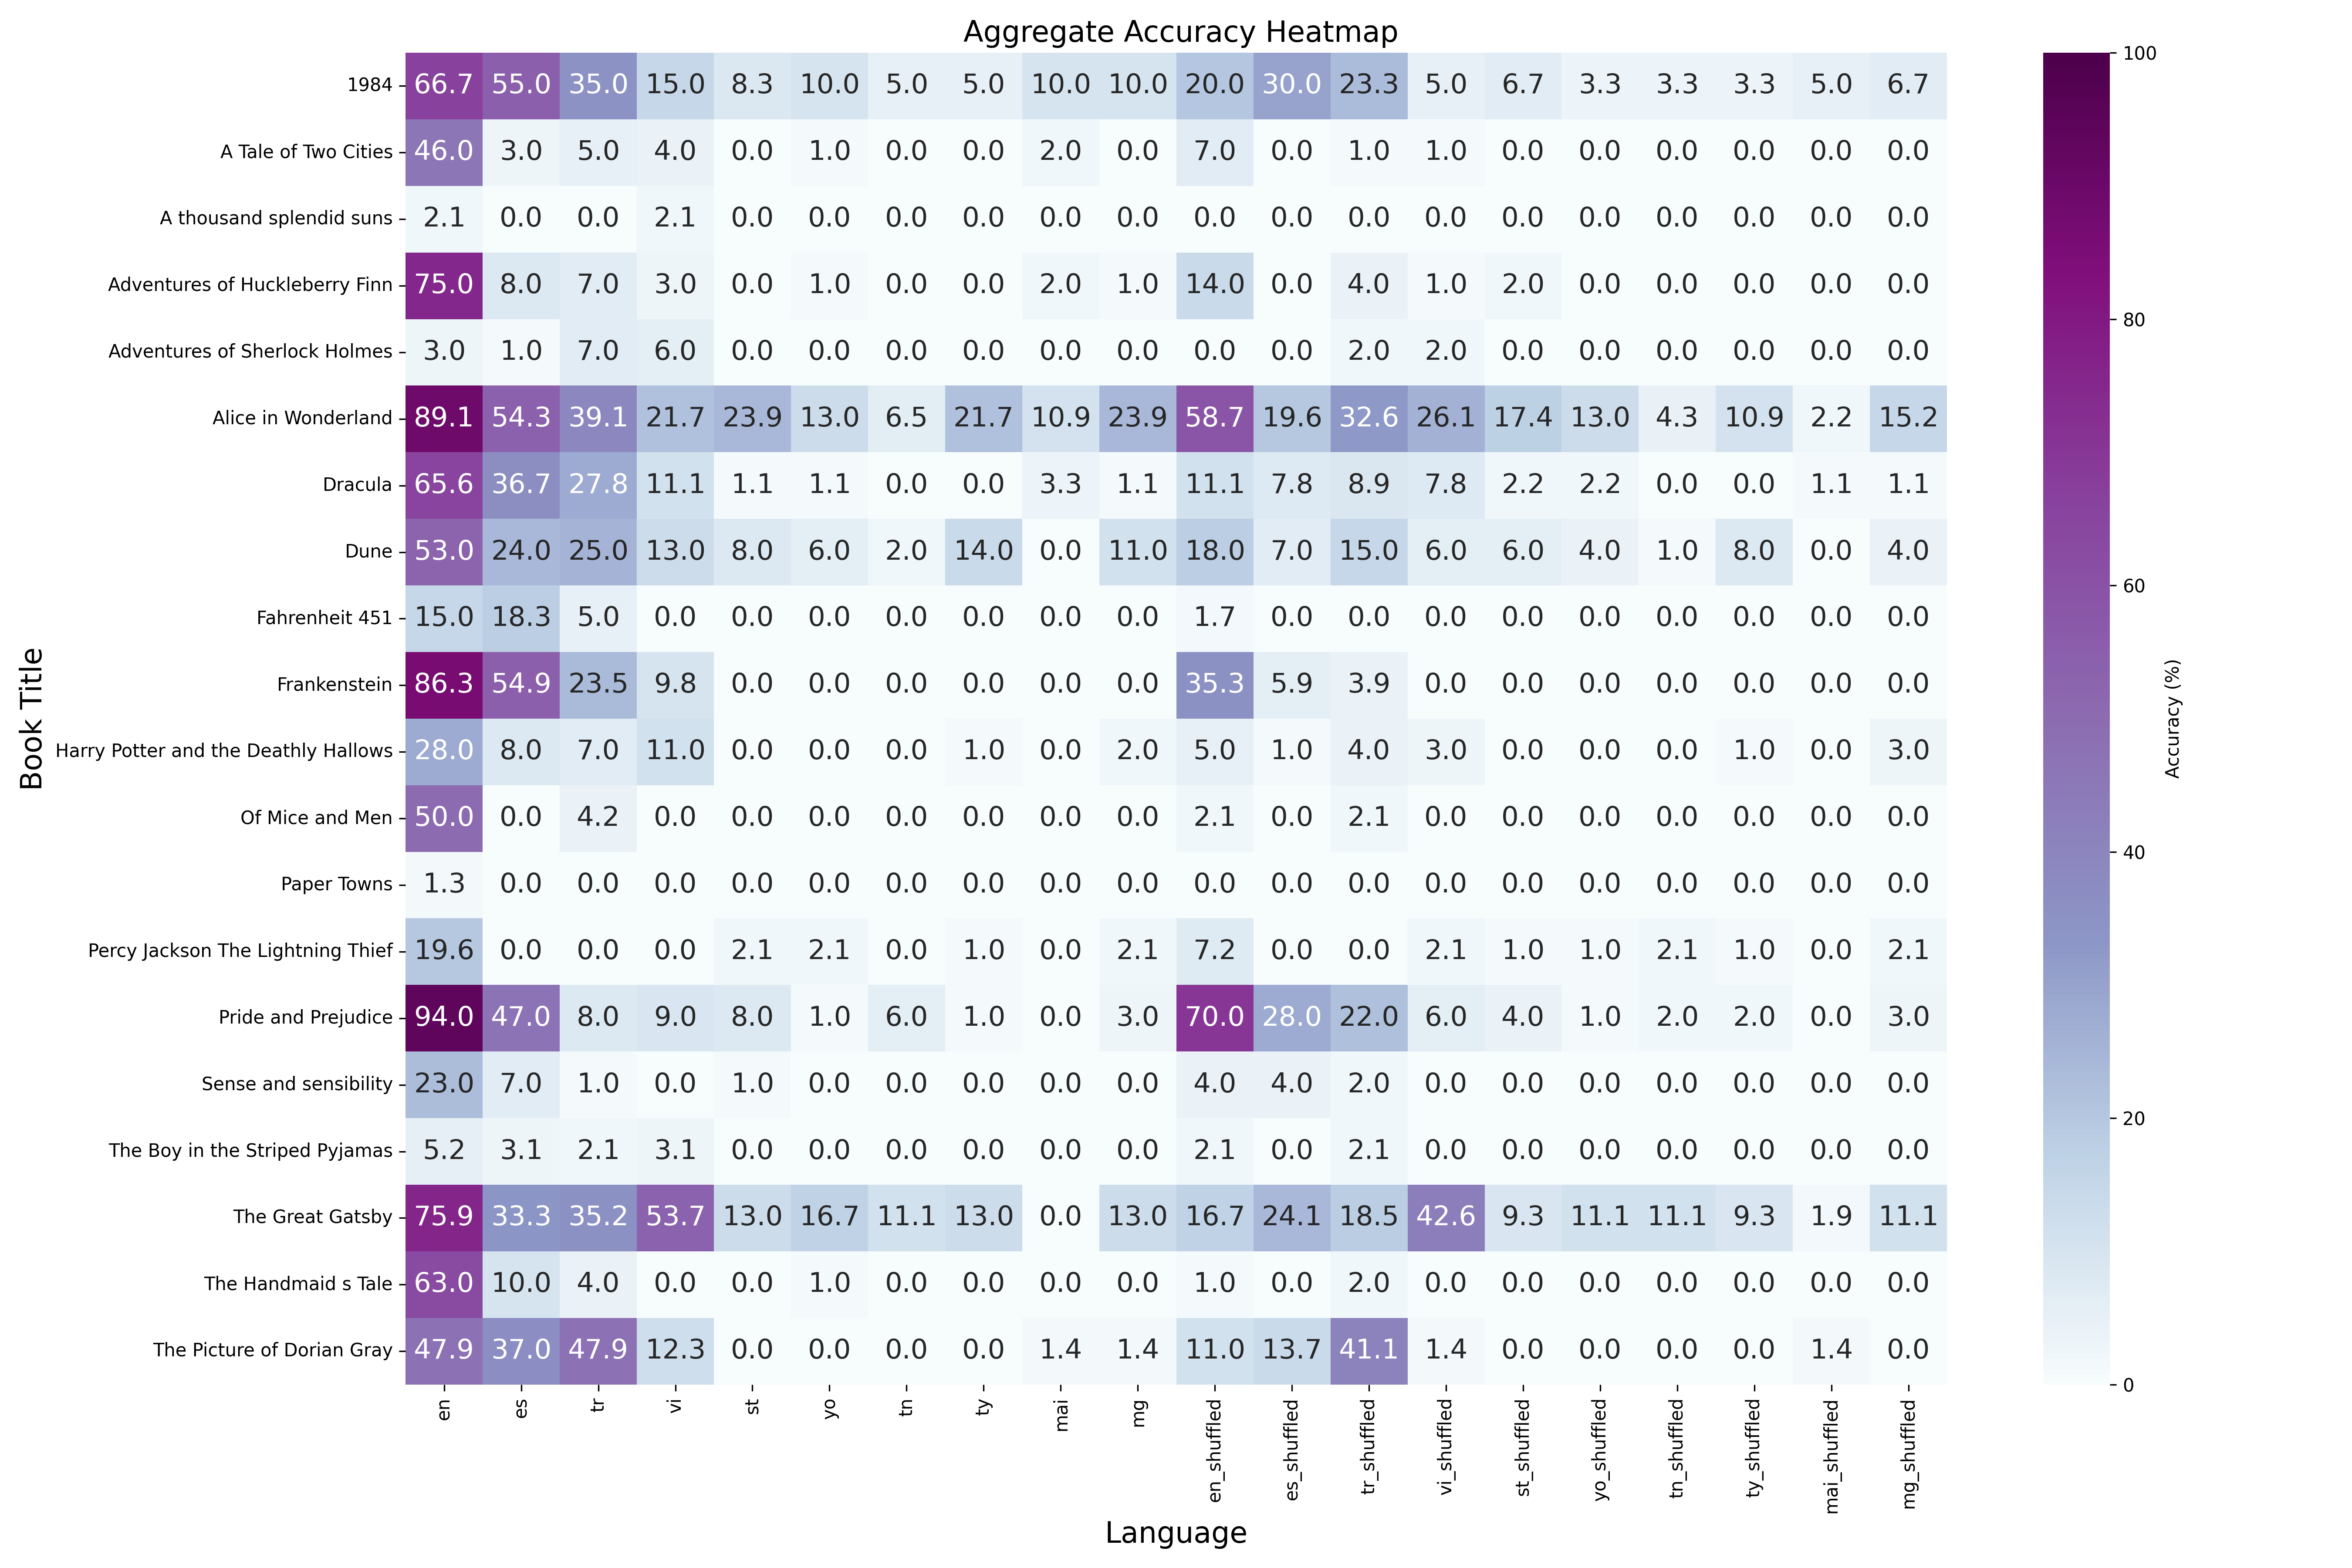 Aggregate Accuracy Heatmap
1984 66.7 55.0 35.0 15.0 8.3 10.0 5.0 5.0 10.0 10.0 20.0 30.0 23.3 5.0 6.7 3.3 3.3 3.3 5.0 6.7
A Tale of Two Cities 46.0 3.0 5.0 4.0 0.0 1.0 0.0 0.0 2.0 0.0 7.0 0.0 1.0 1.0 0.0 0.0 0.0 0.0 0.0 0.0
A thousand splendid suns 2.1 0.0 0.0 2.1 0.0 0.0 0.0 0.0 0.0 0.0 0.0 0.0 0.0 0.0 0.0 0.0 0.0 0.0 0.0 0.0
Adventures of Huckleberry Finn 75.0 8.0 7.0 3.0 0.0 1.0 0.0 0.0 2.0 1.0 14.0 0.0 4.0 1.0 2.0 0.0 0.0 0.0 0.0 0.0
Adventures of Sherlock Holmes 3.0 1.0 7.0 6.0 0.0 0.0 0.0 0.0 0.0 0.0 0.0 0.0 2.0 2.0 0.0 0.0 0.0 0.0 0.0 0.0
Alice in Wonderland 89.1 54.3 39.1 21.7 23.9 13.0 6.5 21.7 10.9 23.9 58.7 19.6 32.6 26.1 17.4 13.0 4.3 10.9 2.2 15.2
Dracula 65.6 36.7 27.8 11.1 1.1 1.1 0.0 0.0 3.3 1.1 11.1 7.8 8.9 7.8 2.2 2.2 0.0 0.0 1.1 1.1
Dune 53.0 24.0 25.0 13.0 8.0 6.0 2.0 14.0 0.0 11.0 18.0 7.0 15.0 6.0 6.0 4.0 1.0 8.0 0.0 4.0
Fahrenheit 451 15.0 18.3 5.0 0.0 0.0 0.0 0.0 0.0 0.0 0.0 1.7 0.0 0.0 0.0 0.0 0.0 0.0 0.0 0.0 0.0
Frankenstein 86.3 54.9 23.5 9.8 0.0 0.0 0.0 0.0 0.0 0.0 35.3 5.9 3.9 0.0 0.0 0.0 0.0 0.0 0.0 0.0
Harry Potter and the Deathly Hallows 28.0 8.0 7.0 11.0 0.0 0.0 0.0 1.0 0.0 2.0 5.0 1.0 4.0 3.0 0.0 0.0 0.0 1.0 0.0 3.0
Of Mice and Men 50.0 0.0 4.2 0.0 0.0 0.0 0.0 0.0 0.0 0.0 2.1 0.0 2.1 0.0 0.0 0.0 0.0 0.0 0.0 0.0
Paper Towns 1.3 0.0 0.0 0.0 0.0 0.0 0.0 0.0 0.0 0.0 0.0 0.0 0.0 0.0 0.0 0.0 0.0 0.0 0.0 0.0
Percy Jackson The Lightning Thief 19.6 0.0 0.0 0.0 2.1 2.1 0.0 1.0 0.0 2.1 7.2 0.0 0.0 2.1 1.0 1.0 2.1 1.0 0.0 2.1
Pride and Prejudice 94.0 47.0 8.0 9.0 8.0 1.0 6.0 1.0 0.0 3.0 70.0 28.0 22.0 6.0 4.0 1.0 2.0 2.0 0.0 3.0
Sense and sensibility 23.0 7.0 1.0 0.0 1.0 0.0 0.0 0.0 0.0 0.0 4.0 4.0 2.0 0.0 0.0 0.0 0.0 0.0 0.0 0.0
The Boy in the Striped Pyjamas 5.2 3.1 2.1 3.1 0.0 0.0 0.0 0.0 0.0 0.0 2.1 0.0 2.1 0.0 0.0 0.0 0.0 0.0 0.0 0.0
The Great Gatsby 75.9 33.3 35.2 53.7 13.0 16.7 11.1 13.0 0.0 13.0 16.7 24.1 18.5 42.6 9.3 11.1 11.1 9.3 1.9 11.1
The Handmaid s Tale 63.0 10.0 4.0 0.0 0.0 1.0 0.0 0.0 0.0 0.0 1.0 0.0 2.0 0.0 0.0 0.0 0.0 0.0 0.0 0.0
The Picture of Dorian Gray 47.9 37.0 47.9 12.3 0.0 0.0 0.0 0.0 1.4 1.4 11.0 13.7 41.1 1.4 0.0 0.0 0.0 0.0 1.4 0.0
en es tr vi st yo tn ty mai mg en_shuffled es_shuffled tr_shuffled vi_shuffled st_shuffled yo_shuffled tn_shuffled ty_shuffled mai_shuffled mg_shuffled
Language
Book Title
100
80
60
40
20
0
Accuracy (%)